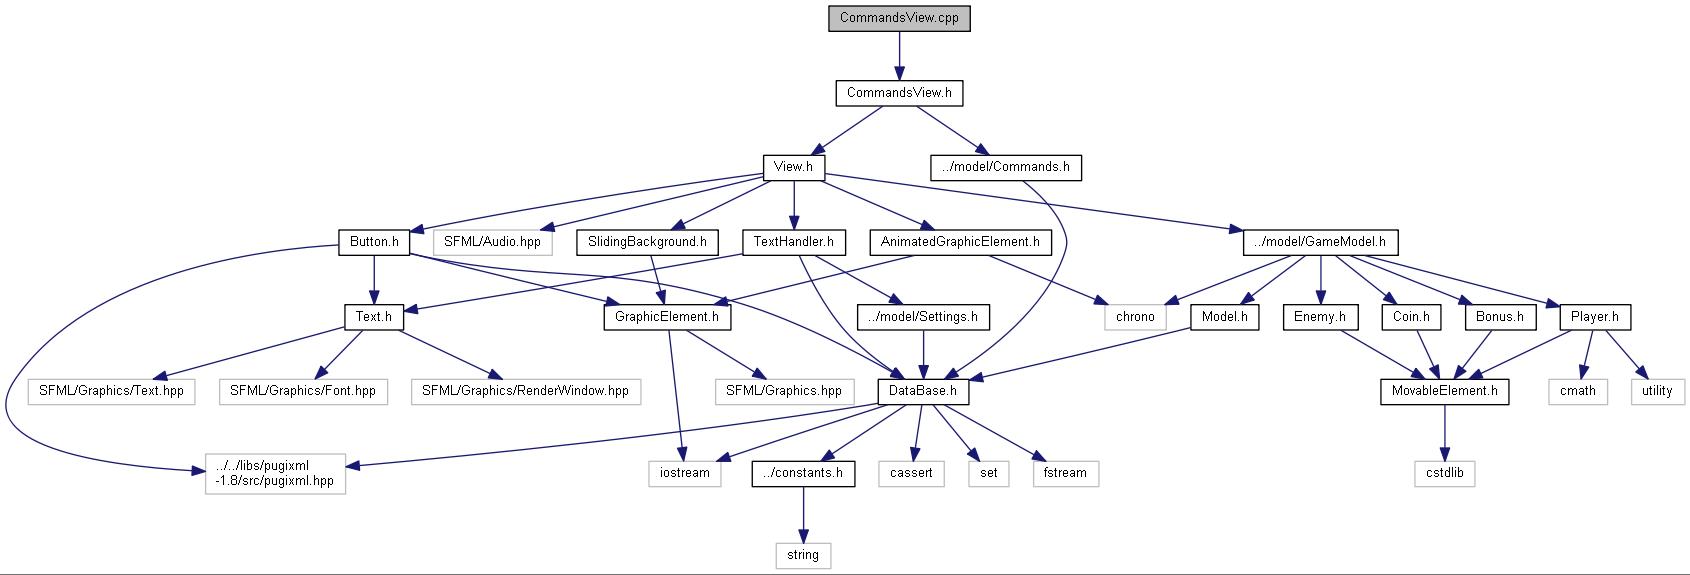 CommandsView.cpp
CommandsView.h
View.h
../model/Commands.h
Button.h
SFML/Audio.hpp
SlidingBackground.h
TextHandler.h
AnimatedGraphicElement.h
../model/GameModel.h
Text.h
GraphicElement.h
../model/Settings.h
chrono
Model.h
Enemy.h
Coin.h
Bonus.h
Player.h
SFML/Graphics/Text.hpp
SFML/Graphics/Font.hpp
SFML/Graphics/RenderWindow.hpp
SFML/Graphics.hpp
DataBase.h
MovableElement.h
cmath
utility
../../libs/pugixml
-1.8/src/pugixml.hpp
iostream
../constants.h
cassert
set
fstream
cstdlib
string